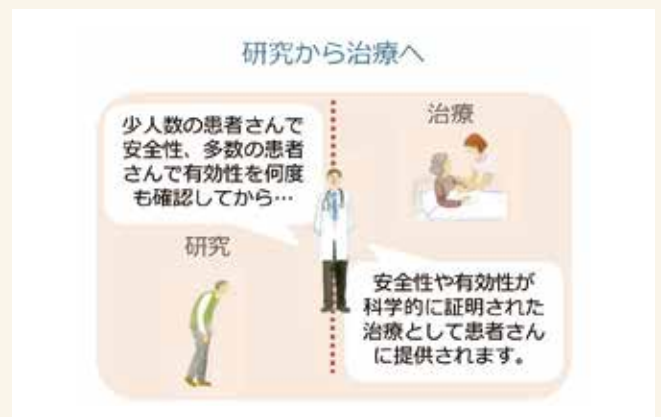 研究から治療へ
少人数の患者さんで
安全性、多数の患者
さんで有効性を何度
も確認してから…
治療
研究
安全性や有効性が
科学的に証明された
治療として患者さん
に提供されます。